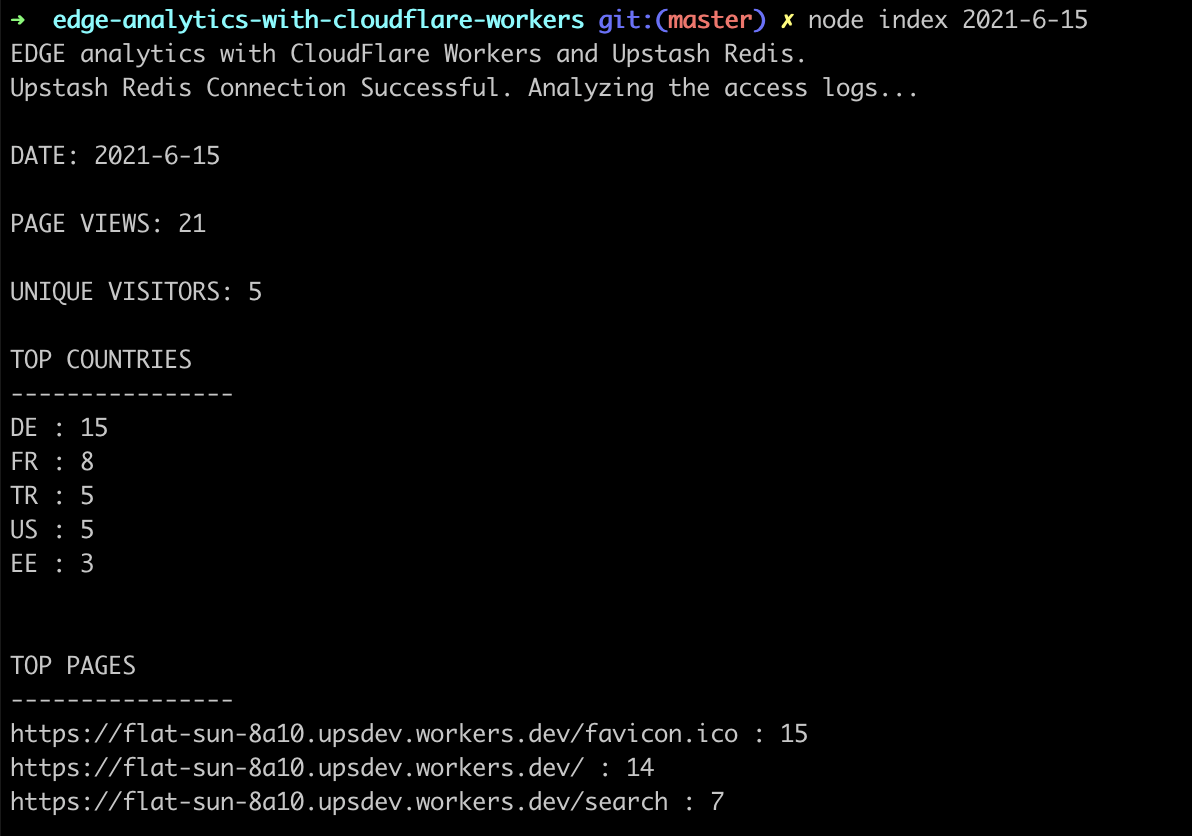 ➜  edge-analytics-with-cloudflare-workers git:(master) ✗ node index 2021-6-15
EDGE analytics with CloudFlare Workers and Upstash Redis.
Upstash Redis Connection Successful. Analyzing the access logs...
DATE: 2021-6-15
PAGE VIEWS: 21
UNIQUE VISITORS: 5
TOP COUNTRIES
----------------
DE : 15
FR : 8
TR : 5
US : 5
EE : 3
TOP PAGES
----------------
https://flat-sun-8a10.upsdev.workers.dev/favicon.ico : 15
https://flat-sun-8a10.upsdev.workers.dev/ : 14
https://flat-sun-8a10.upsdev.workers.dev/search : 7